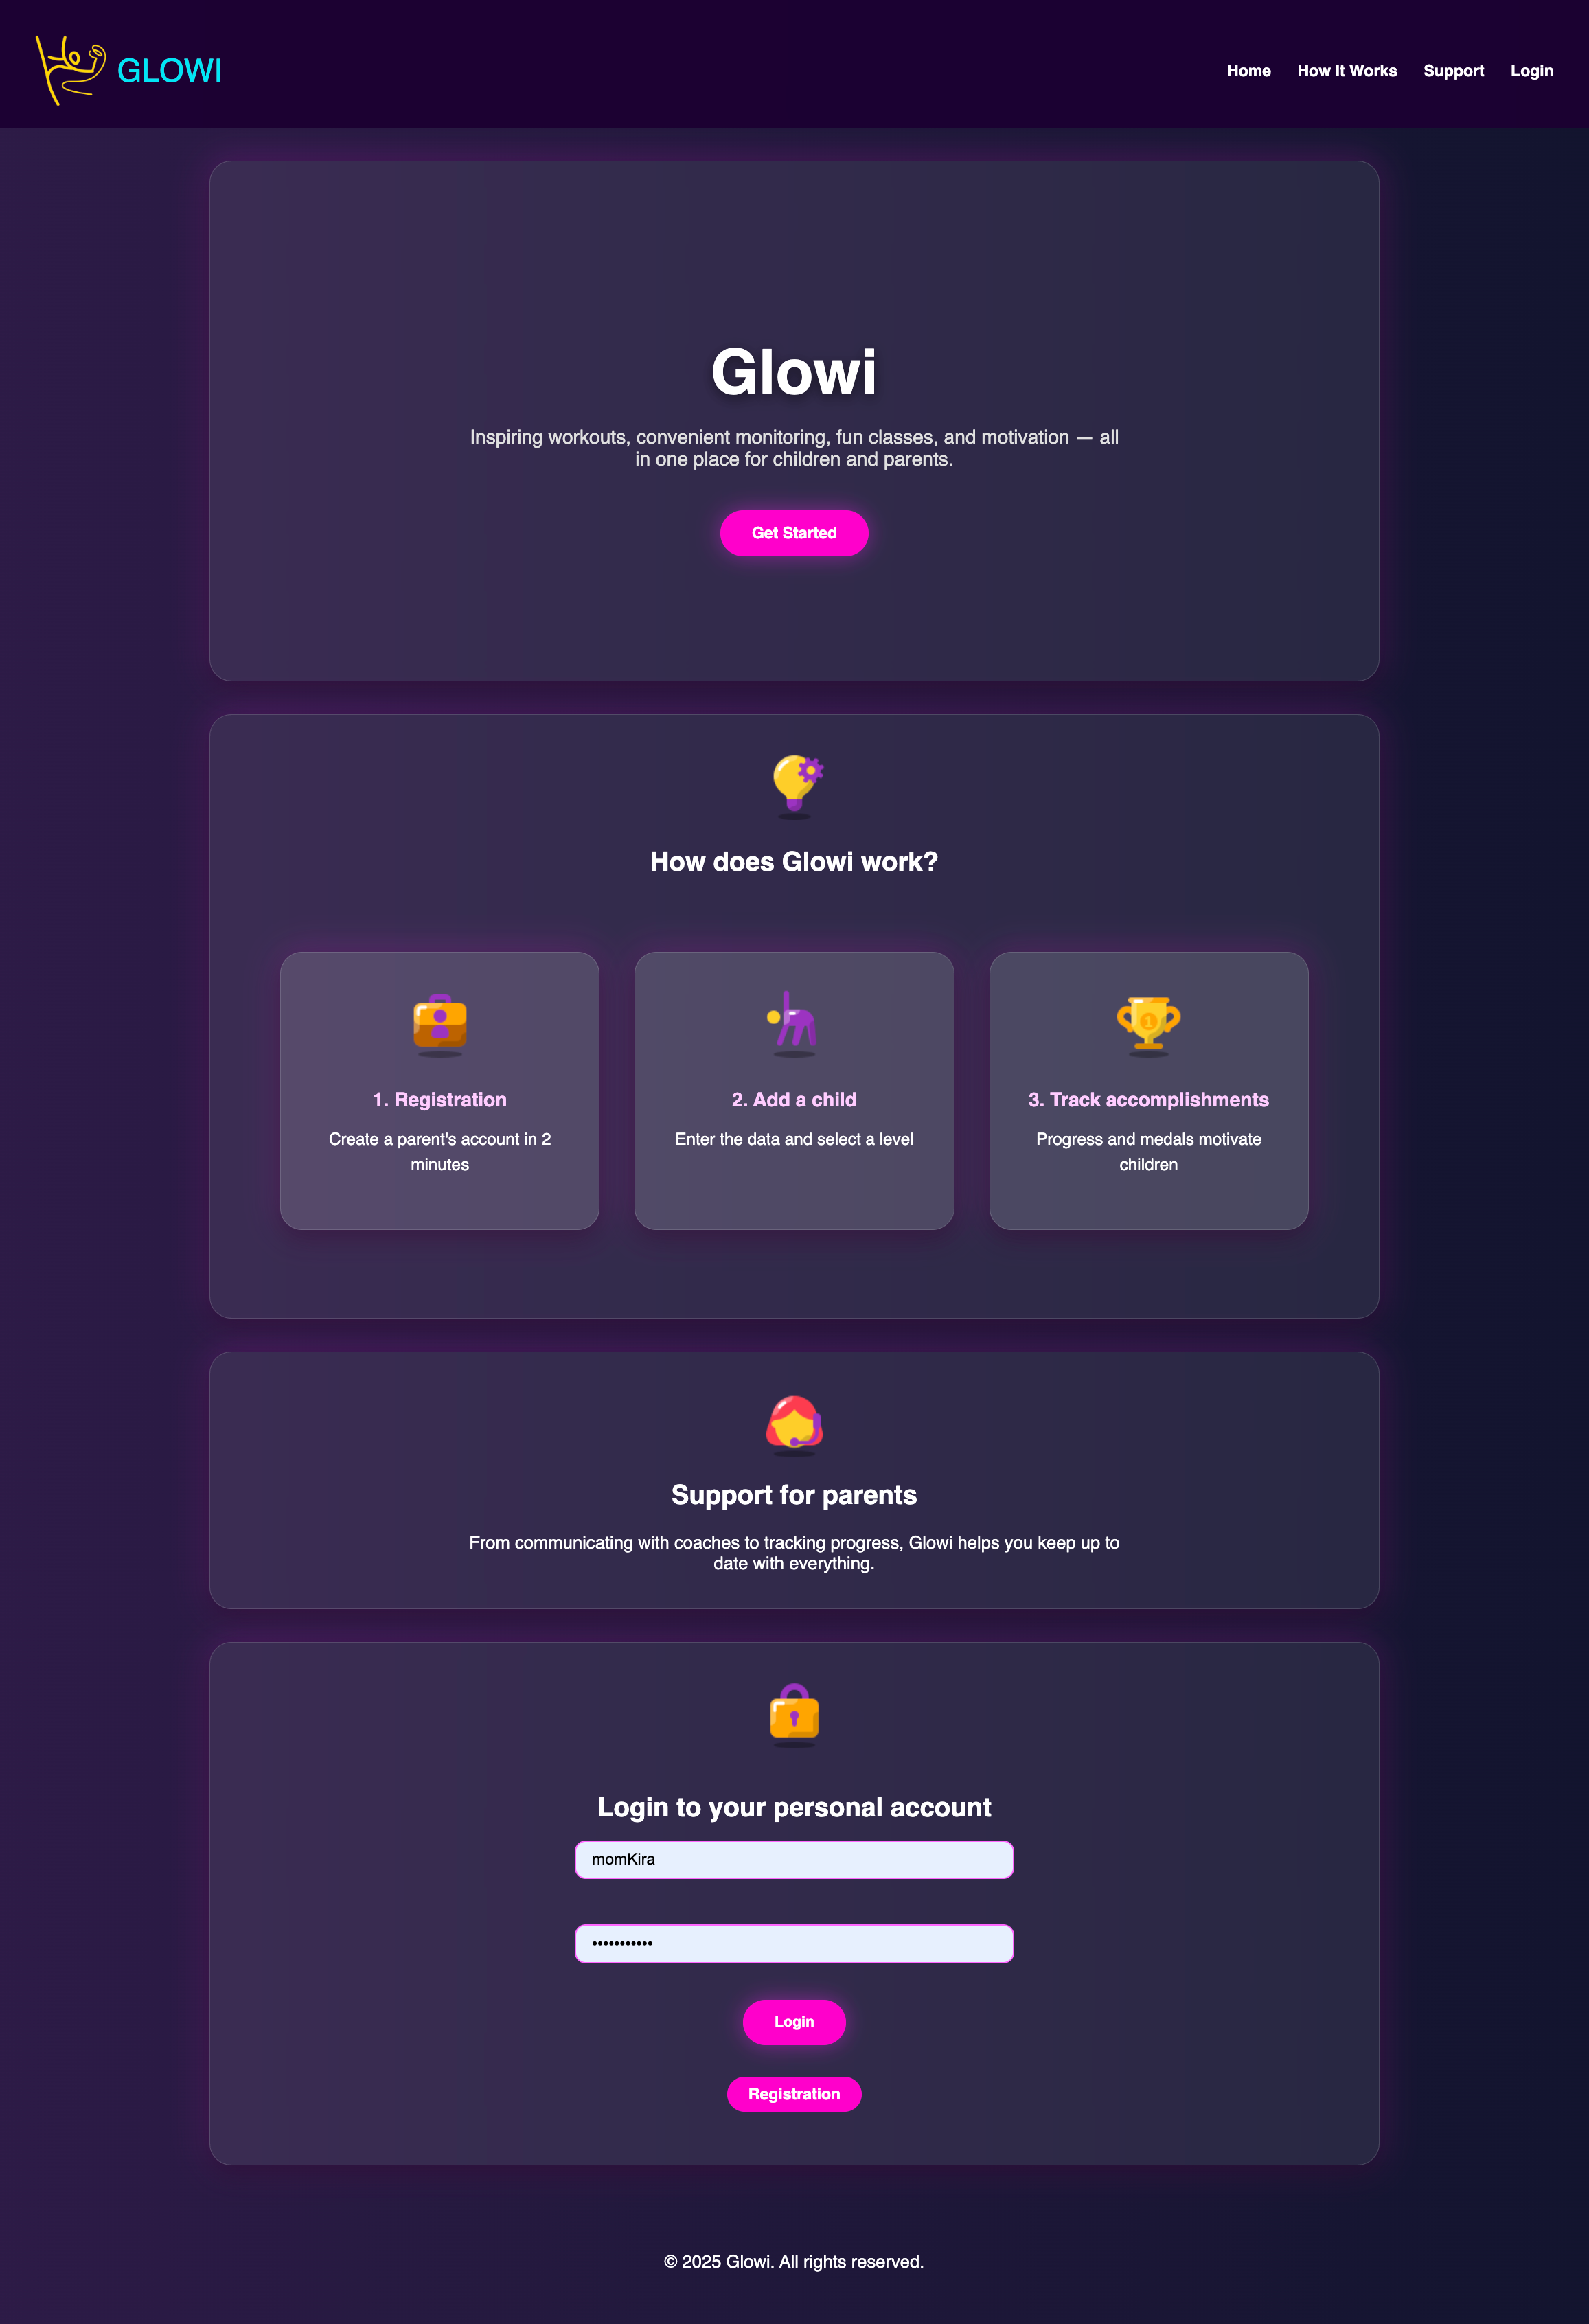 GLOWI
Home How It Works Support Login
Glowi
Inspiring workouts, convenient monitoring, fun classes, and motivation — all
in one place for children and parents.
Get Started
How does Glowi work?
1. Registration
Create a parent's account in 2
minutes
2. Add a child
Enter the data and select a level
1
3. Track accomplishments
Progress and medals motivate
children
Support for parents
From communicating with coaches to tracking progress, Glowi helps you keep up to
date with everything.
Login to your personal account
momKira
•••••••••••
Login
Registration
© 2025 Glowi. All rights reserved.